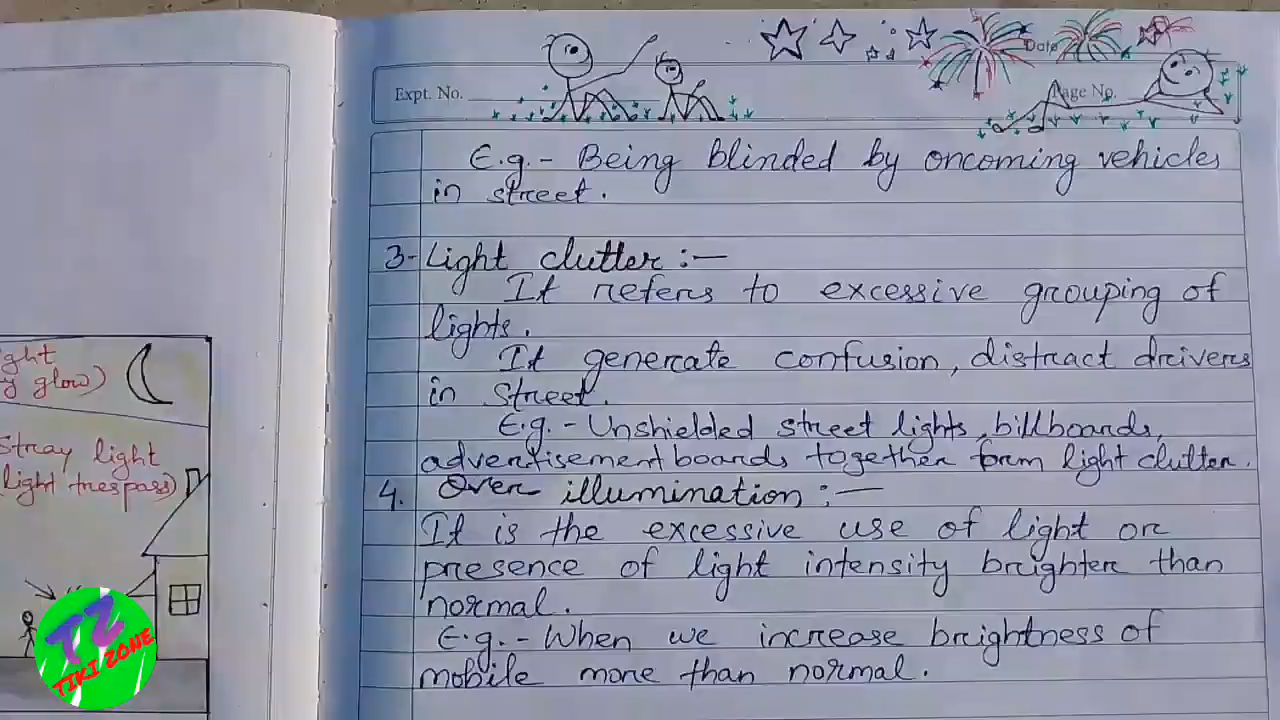 Date
Expt. No.
Page No.
E.g. - Being blinded by oncoming vehicles
in street.
3- Light clutter :-
It refers to excessive grouping of
lights.
It generate confusion, distract drivers
in street.
E.g. - Unshielded street lights, billboards,
advertisement boards together form light clutter.
4. Over illumination :-
It is the excessive use of light or
presence of light intensity brighter than
normal.
E.g. - When we increase brightness of
mobile more than normal.
ght
y glow)
Stray light
(light trespass)
TZ
TIKI ZONE